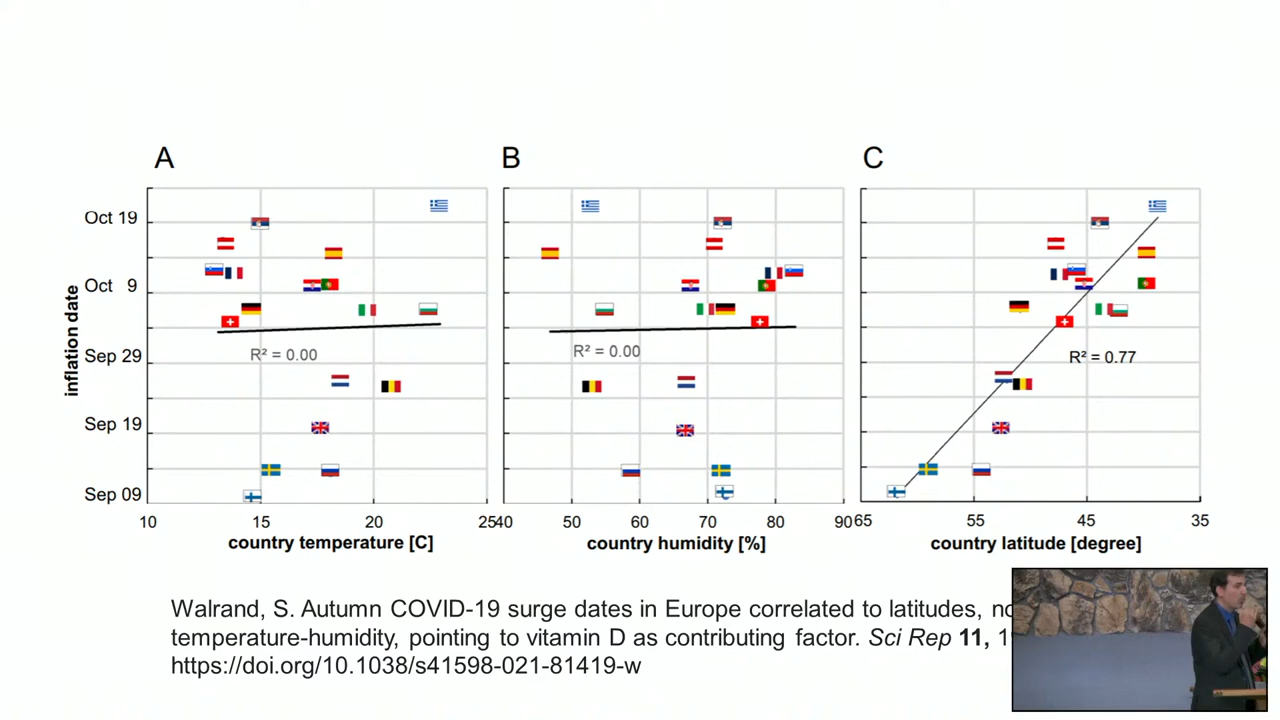 A
B
C
Oct 19
Oct 9
Sep 29
Sep 19
Sep 09
inflation date
R² = 0.00
R² = 0.00
R² = 0.77
10 15 20 25
40 50 60 70 80 90
65 55 45 35
country temperature [C]
country humidity [%]
country latitude [degree]
Walrand, S. Autumn COVID-19 surge dates in Europe correlated to latitudes,
temperature-humidity, pointing to vitamin D as contributing factor. Sci Rep 11,
https://doi.org/10.1038/s41598-021-81419-w